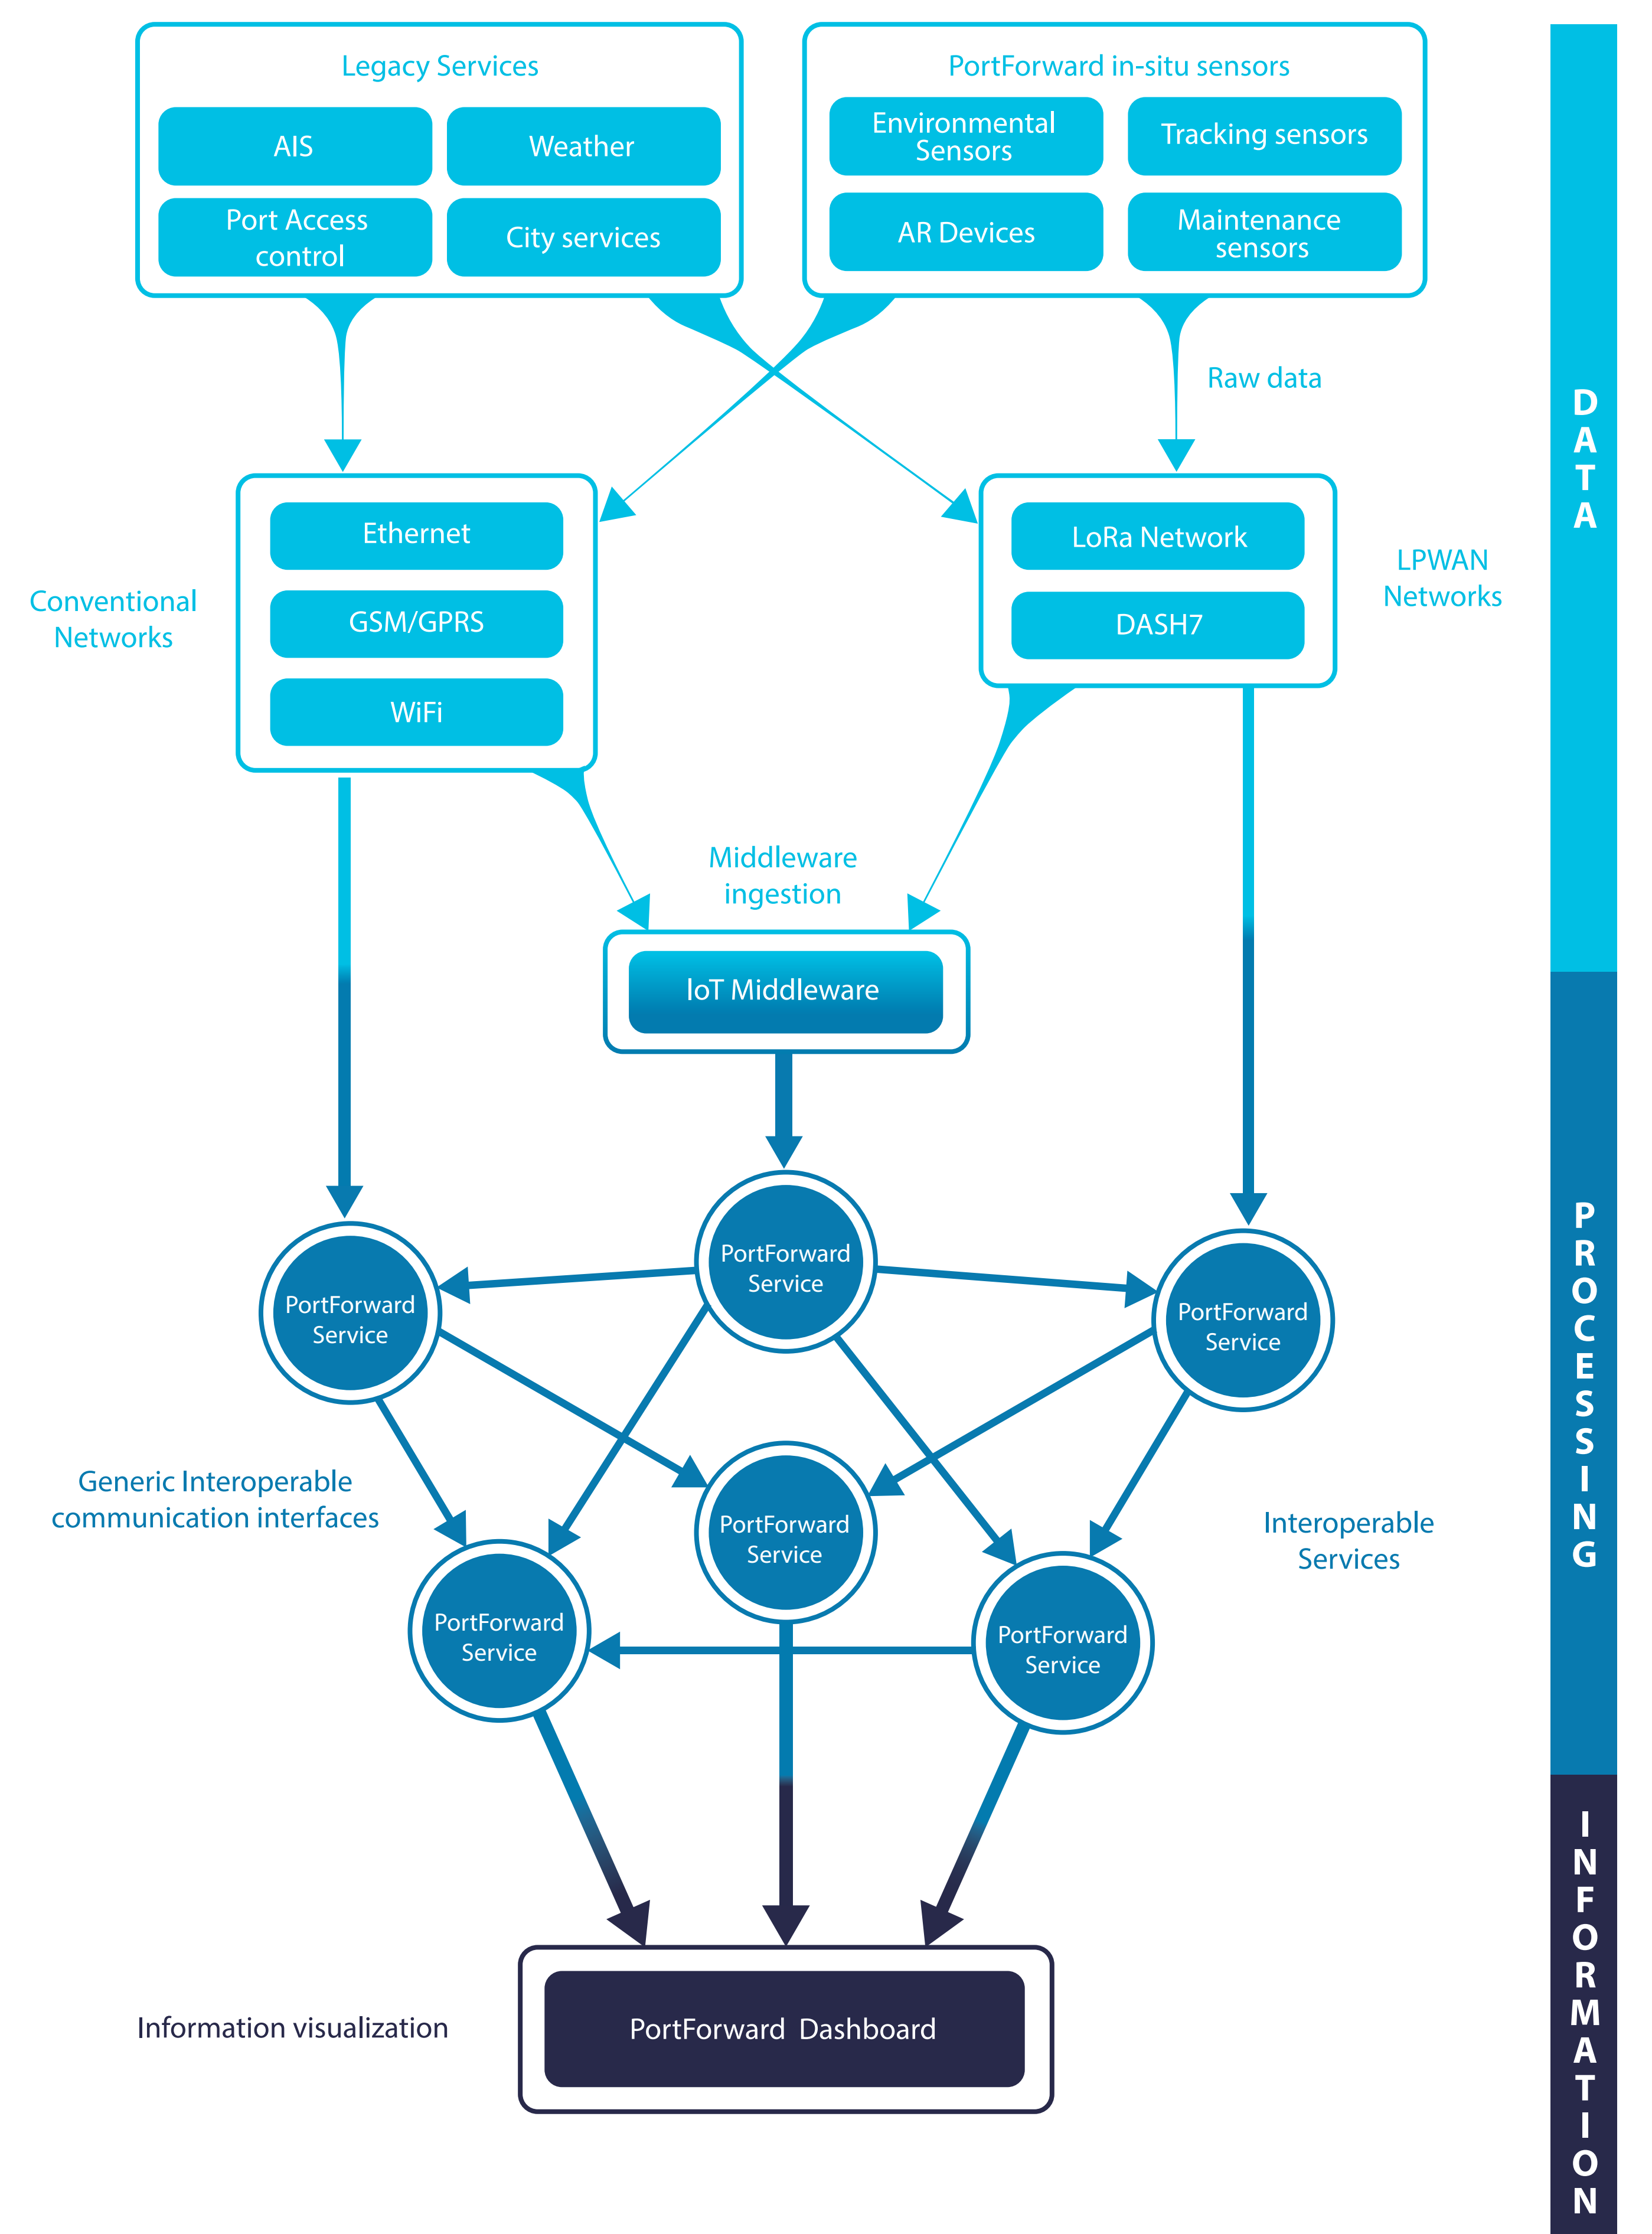 Legacy Services
AIS
Weather
Port Access
control
City services
PortForward in-situ sensors
Environmental
Sensors
Tracking sensors
AR Devices
Maintenance
sensors
Raw data
Conventional
Networks
Ethernet
GSM/GPRS
WiFi
LoRa Network
DASH7
LPWAN
Networks
Middleware
ingestion
IoT Middleware
PortForward
Service
PortForward
Service
PortForward
Service
Generic Interoperable
communication interfaces
PortForward
Service
Interoperable
Services
PortForward
Service
PortForward
Service
Information visualization
PortForward Dashboard
DATA
PROCESSING
INFORMATION